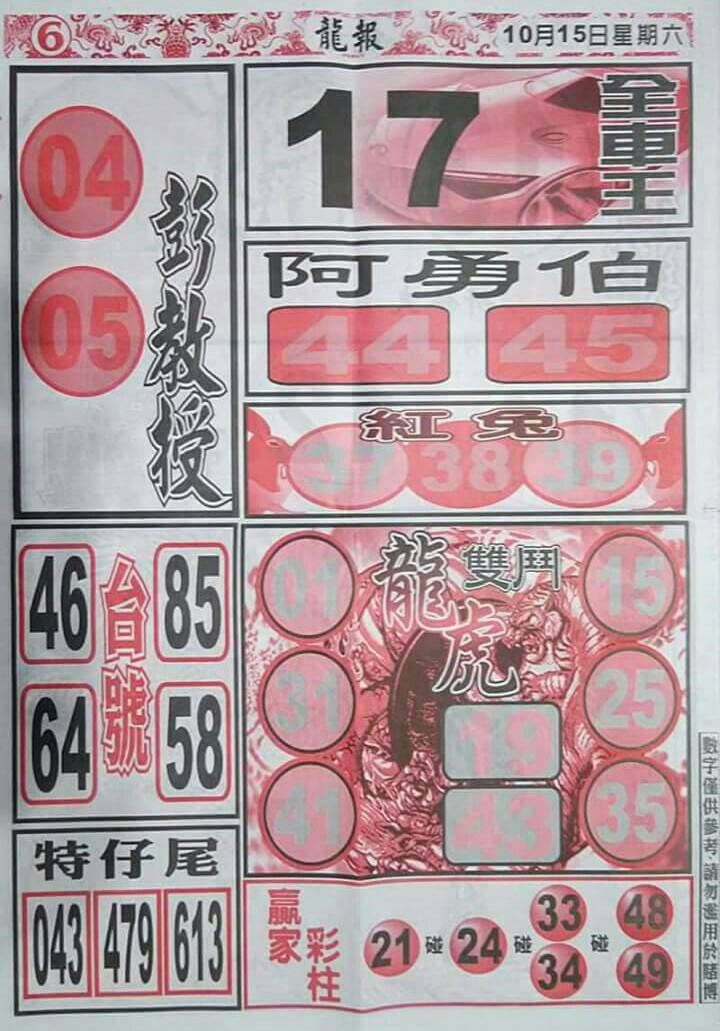 6 龍報 10月15日星期六
04
05
彭教授
17
全車王
阿勇伯
44 45
紅兔
37 38 39
46 85
台號
64 58
龍虎雙鬥
01 15
31 25
19
41 35
43
特仔尾
043 479 613
贏家彩柱
21 碰 24 碰 33 34 碰 48 49
數字僅供參考·請勿濫用於賭博